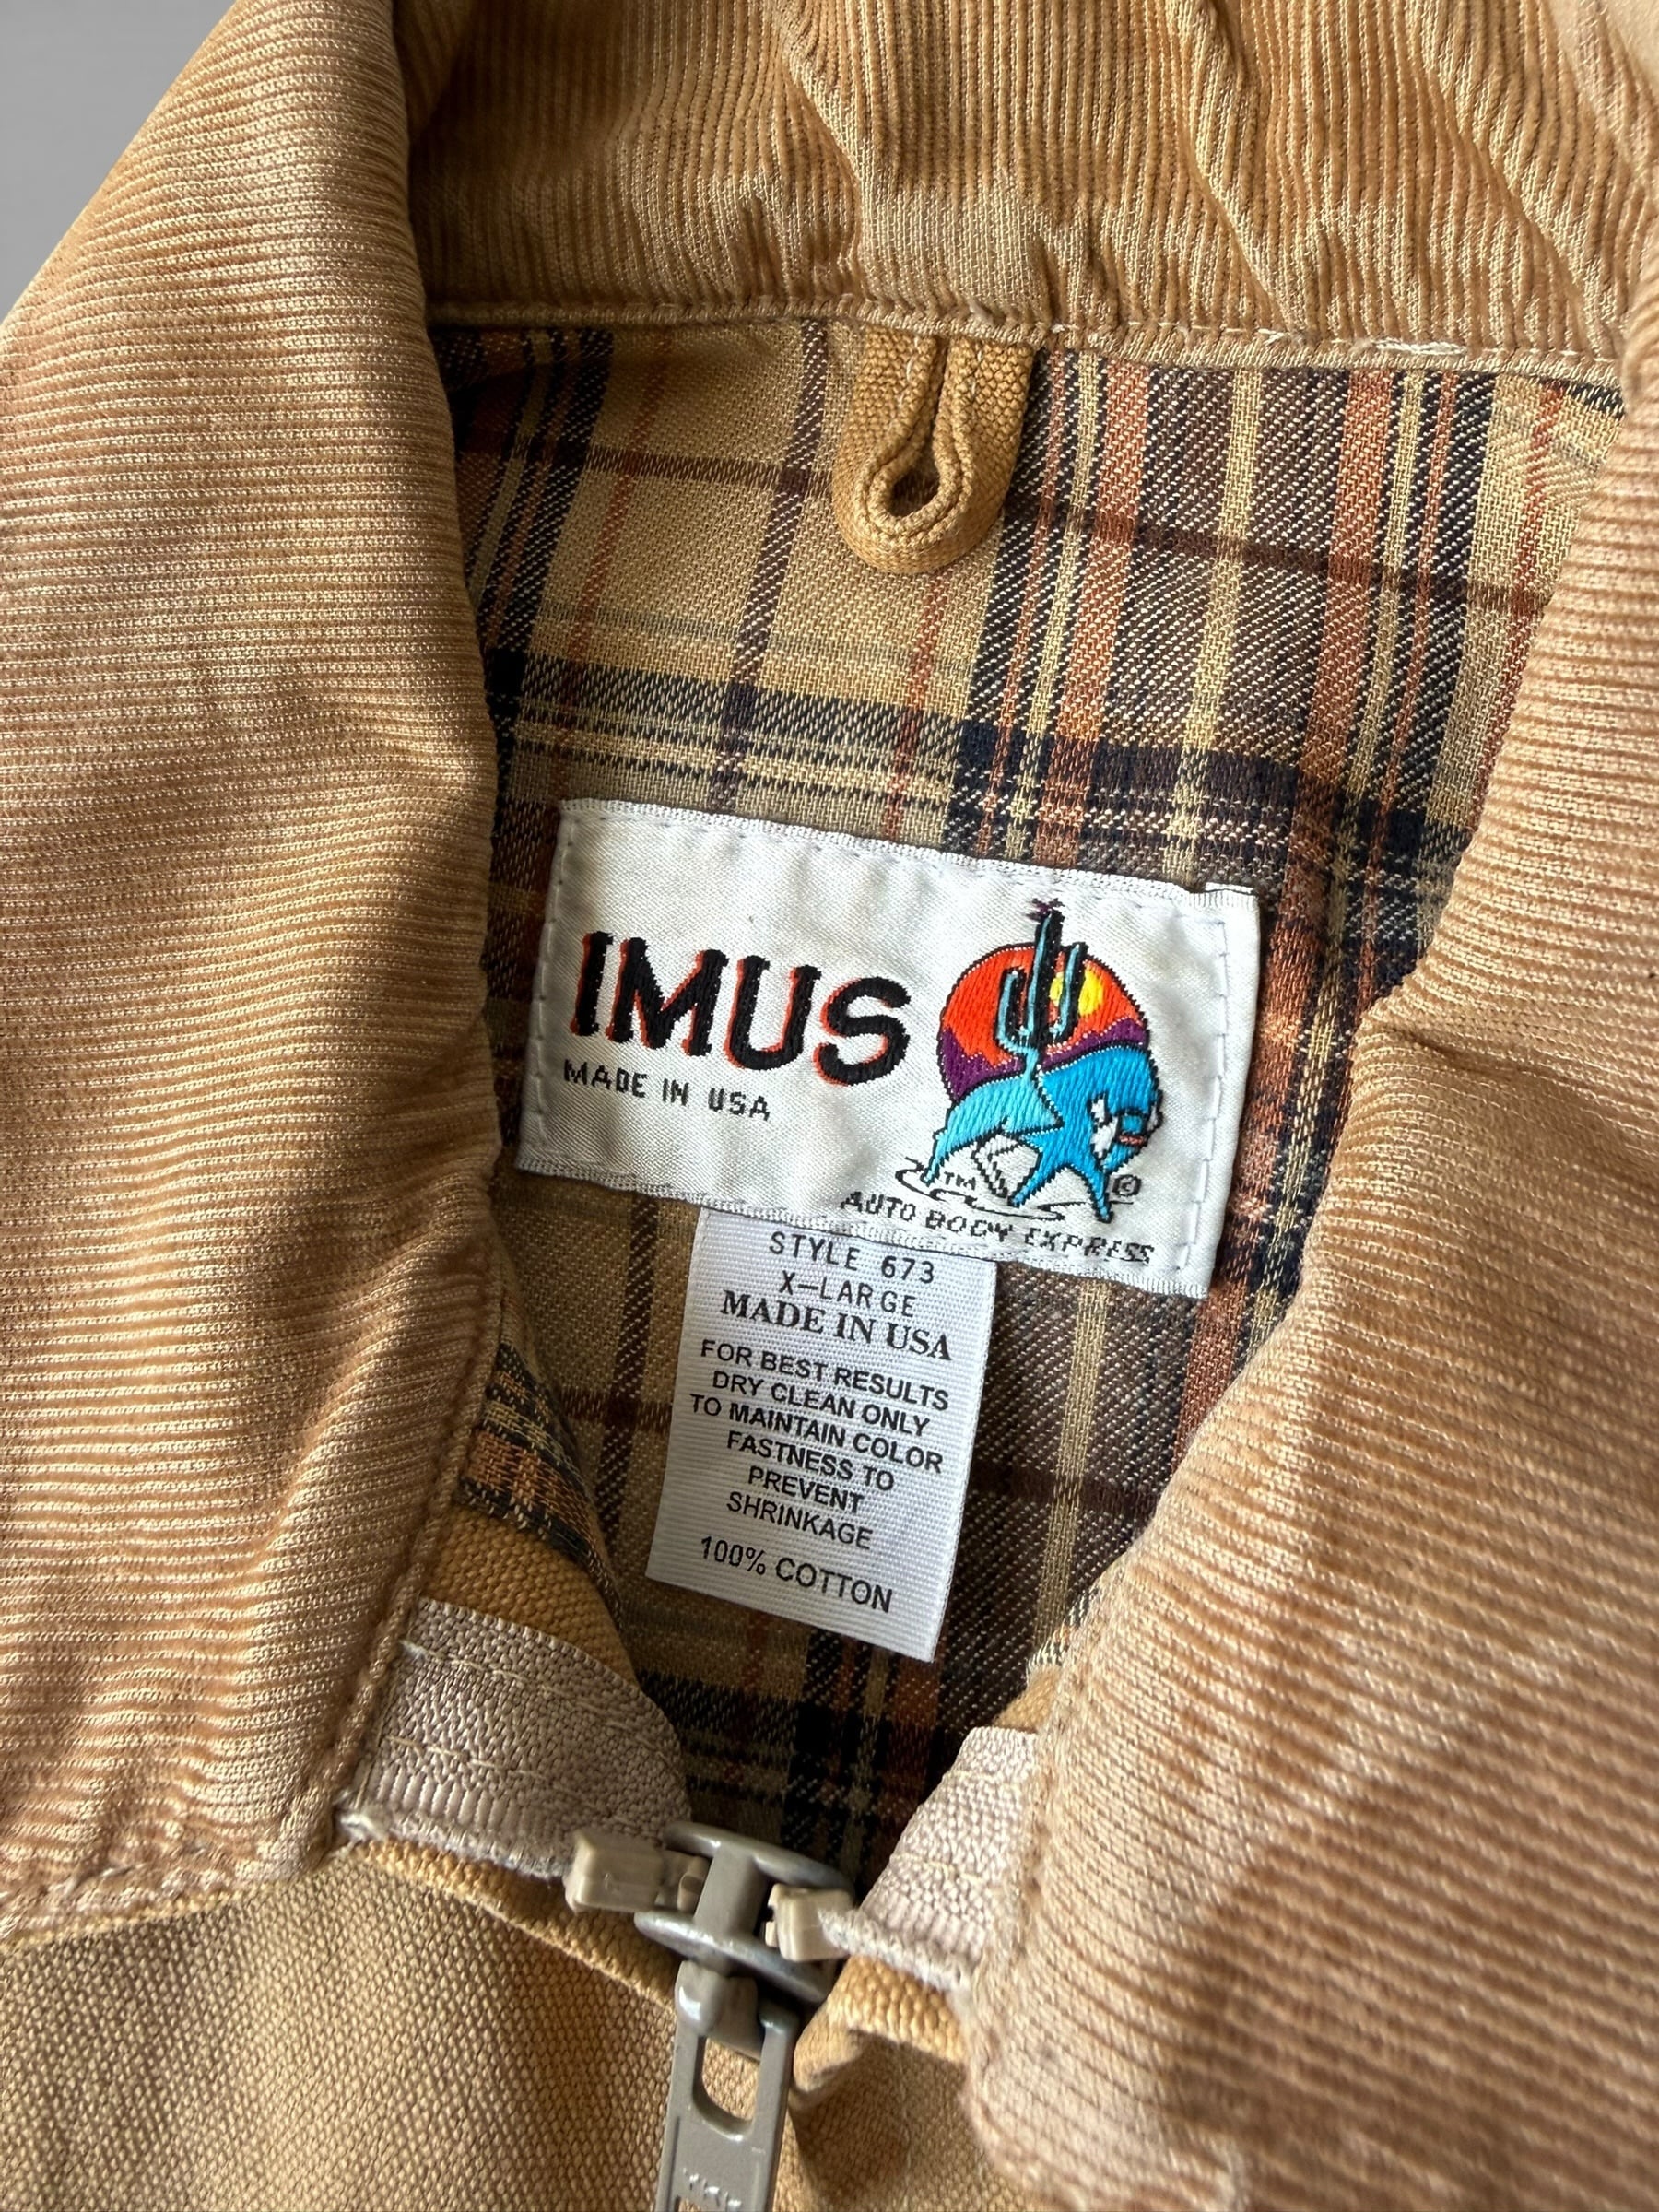 IMUS
MADE IN USA
TM
©
AUTO BODY EXPRESS
STYLE 673
X-LARGE
MADE IN USA
FOR BEST RESULTS
DRY CLEAN ONLY
TO MAINTAIN COLOR
FASTNESS TO
PREVENT
SHRINKAGE
100% COTTON
YKK